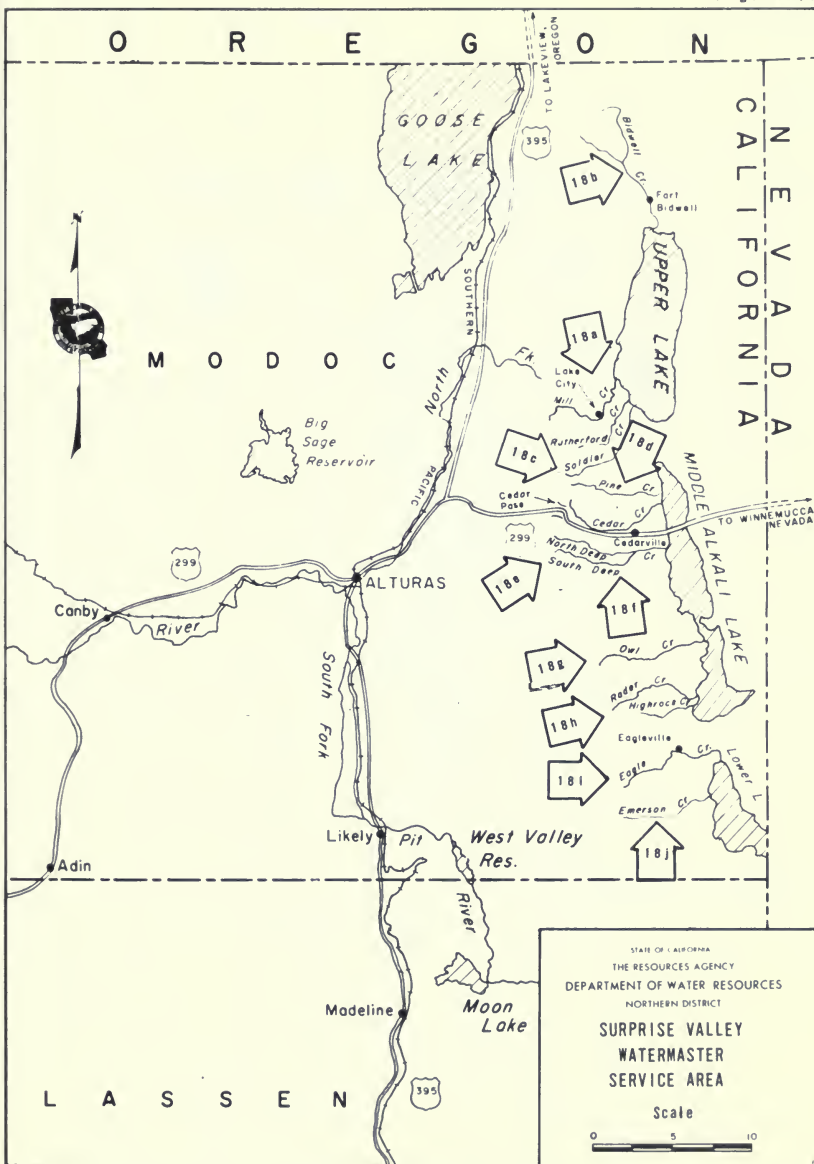 O R E G O N
NEVADA
CALIFORNIA
TO LAKEVIEW,
OREGON
GOOSE
LAKE
395
Bidwell Cr
18b
Fort
Bidwell
UPPER LAKE
SOUTHERN
PACIFIC
N
M O D O C
North Fk.
18a
Lake
City
Mill Cr
Big
Sage
Reservoir
Rutherford Cr
Soldier Cr
18c
18d
Pine Cr
MIDDLE ALKALI LAKE
Cedar
Pass
Cedar Cr
TO WINNEMUCCA
NEVADA
Cedarville
299
299
North Deep
South Deep Cr
ALTURAS
18e
18f
Canby
River
South Fork
Owl Cr
18g
Rader Cr
Highrock Cr
18h
Eagleville
Eagle Cr.
Lower L
18i
Emerson Cr
18j
Likely
Pit
River
West Valley
Res.
Adin
Moon
Lake
Madeline
L A S S E N
395
STATE OF CALIFORNIA
THE RESOURCES AGENCY
DEPARTMENT OF WATER RESOURCES
NORTHERN DISTRICT
SURPRISE VALLEY
WATERMASTER
SERVICE AREA
Scale
0 5 10